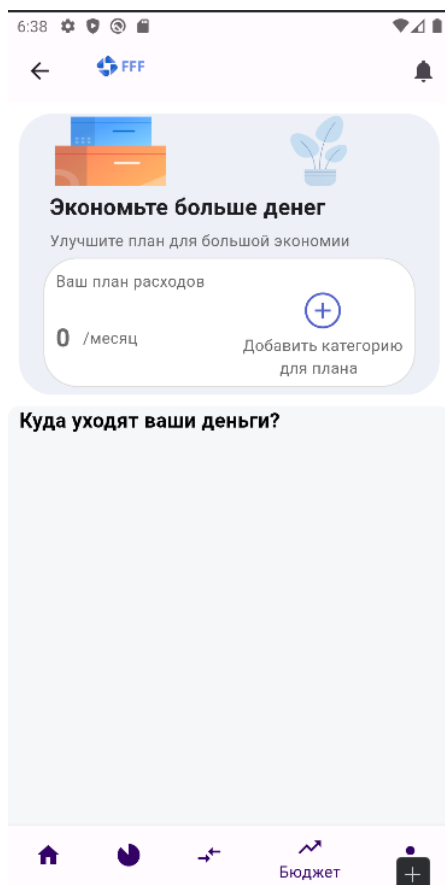 6:38
FFF
Экономьте больше денег
Улучшите план для большой экономии
Ваш план расходов
0 /месяц
Добавить категорию
для плана
Куда уходят ваши деньги?
Бюджет